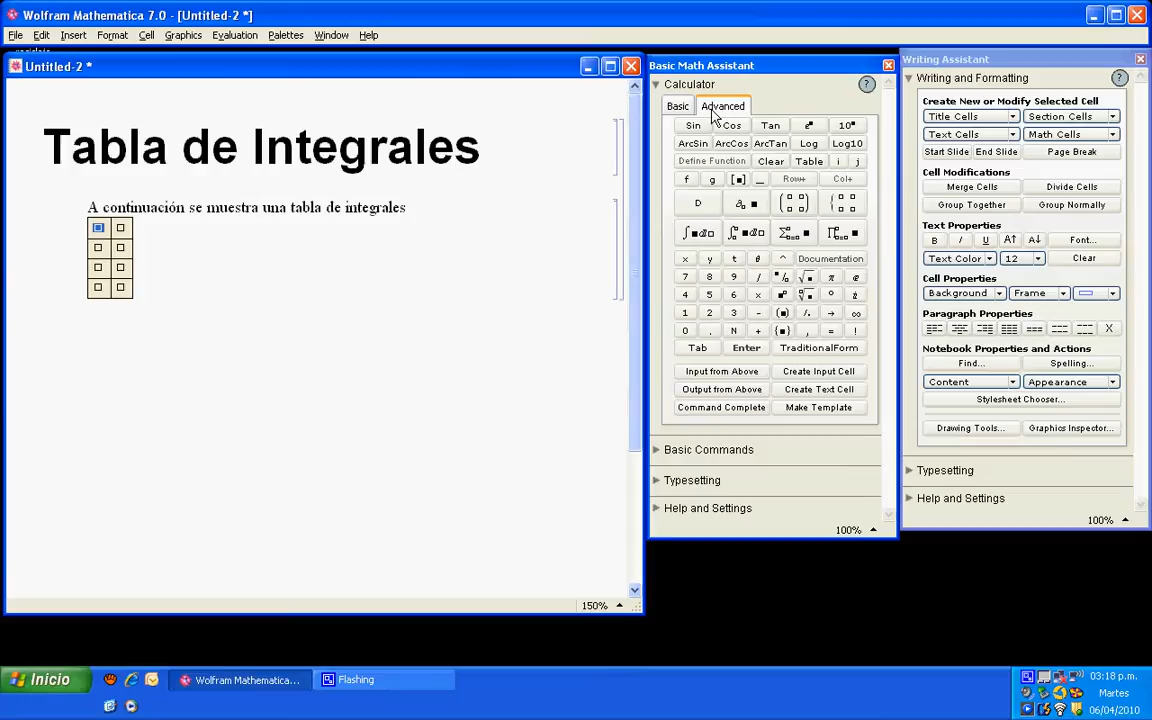 Wolfram Mathematica 7.0 - [Untitled-2 *]
File Edit Insert Format Cell Graphics Evaluation Palettes Window Help
Untitled-2 *
Tabla de Integrales
A continuación se muestra una tabla de integrales
150%
Basic Math Assistant
Calculator ?
Basic Advanced
Sin Cos Tan
ArcSin ArcCos ArcTan Log Log10
Define Function Clear Table i j
f g Row+ Col+
D
x y t θ ^ Documentation
7 8 9 / π
4 5 6 x °
1 2 3 - /. → ∞
0 . N + , = !
Tab Enter TraditionalForm
Input from Above Create Input Cell
Output from Above Create Text Cell
Command Complete Make Template
Basic Commands
Typesetting
Help and Settings
100%
Writing Assistant
Writing and Formatting ?
Create New or Modify Selected Cell
Title Cells Section Cells
Text Cells Math Cells
Start Slide End Slide Page Break
Cell Modifications
Merge Cells Divide Cells
Group Together Group Normally
Text Properties
B I U A↑ A↓ Font...
Text Color 12 Clear
Cell Properties
Background Frame
Paragraph Properties
X
Notebook Properties and Actions
Find... Spelling...
Content Appearance
Stylesheet Chooser...
Drawing Tools... Graphics Inspector...
Typesetting
Help and Settings
100%
Inicio
Wolfram Mathematica...
Flashing
03:18 p.m.
Martes
06/04/2010